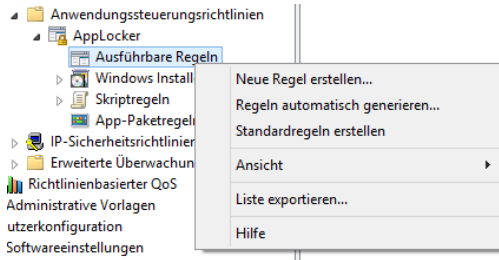 Anwendungssteuerungsrichtlinien
AppLocker
Ausführbare Regeln
Windows Install
Skriptregeln
App-Paketregeln
IP-Sicherheitsrichtlinien
Erweiterte Überwachun
Richtlinienbasierter QoS
Administrative Vorlagen
utzerkonfiguration
Softwareeinstellungen
Neue Regel erstellen...
Regeln automatisch generieren...
Standardregeln erstellen
Ansicht
Liste exportieren...
Hilfe